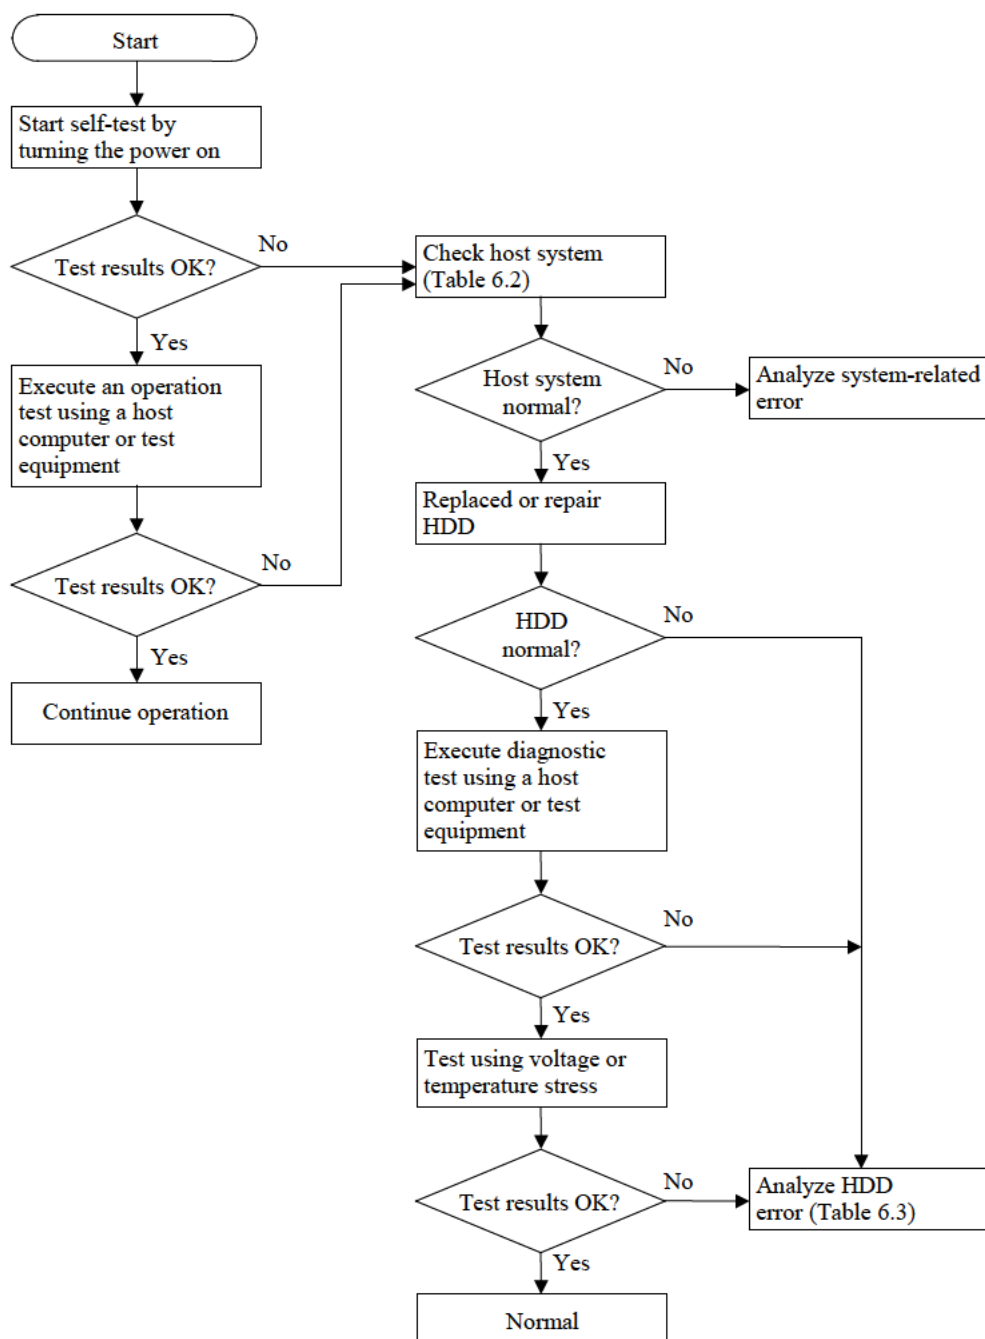 Start
Start self-test by
turning the power on
Test results OK?
No
Yes
Execute an operation
test using a host
computer or test
equipment
Test results OK?
No
Yes
Continue operation
Check host system
(Table 6.2)
Host system
normal?
No
Analyze system-related
error
Yes
Replaced or repair
HDD
HDD
normal?
No
Yes
Execute diagnostic
test using a host
computer or test
equipment
Test results OK?
No
Yes
Test using voltage or
temperature stress
Test results OK?
No
Analyze HDD
error (Table 6.3)
Yes
Normal